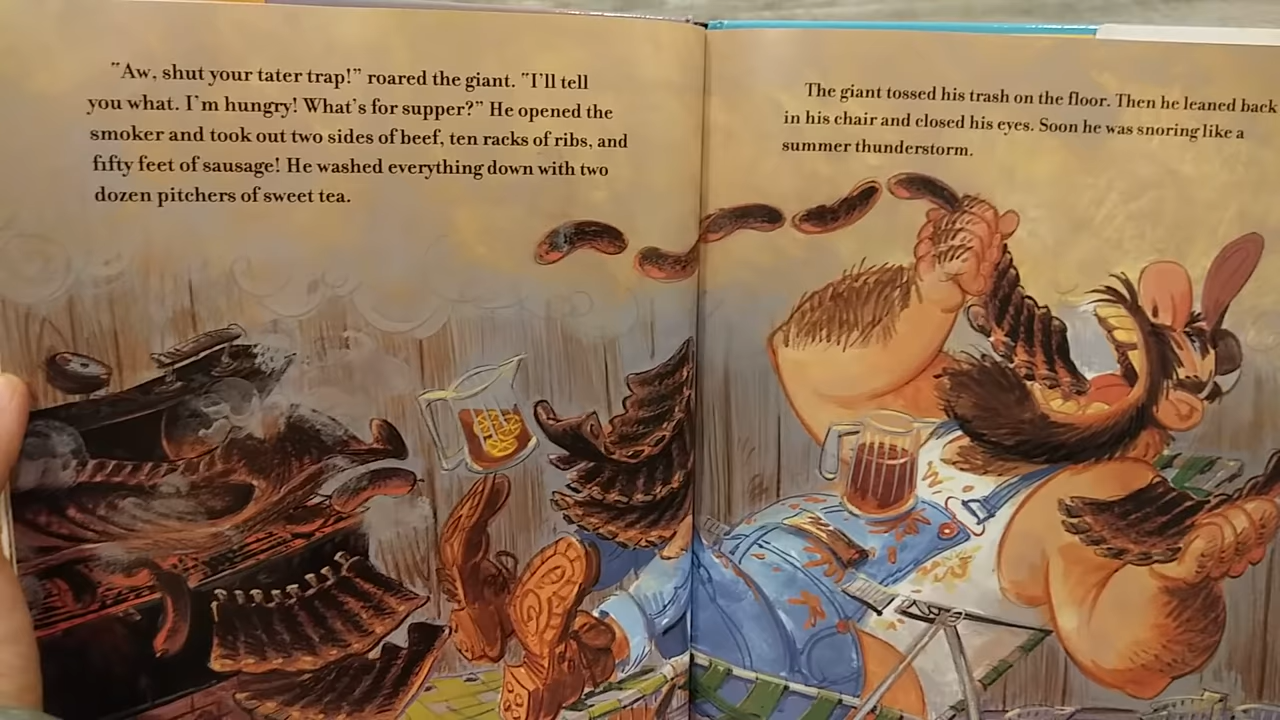 "Aw, shut your tater trap!" roared the giant. "I'll tell
you what. I'm hungry! What's for supper?" He opened the
smoker and took out two sides of beef, ten racks of ribs, and
fifty feet of sausage! He washed everything down with two
dozen pitchers of sweet tea.
The giant tossed his trash on the floor. Then he leaned back
in his chair and closed his eyes. Soon he was snoring like a
summer thunderstorm.